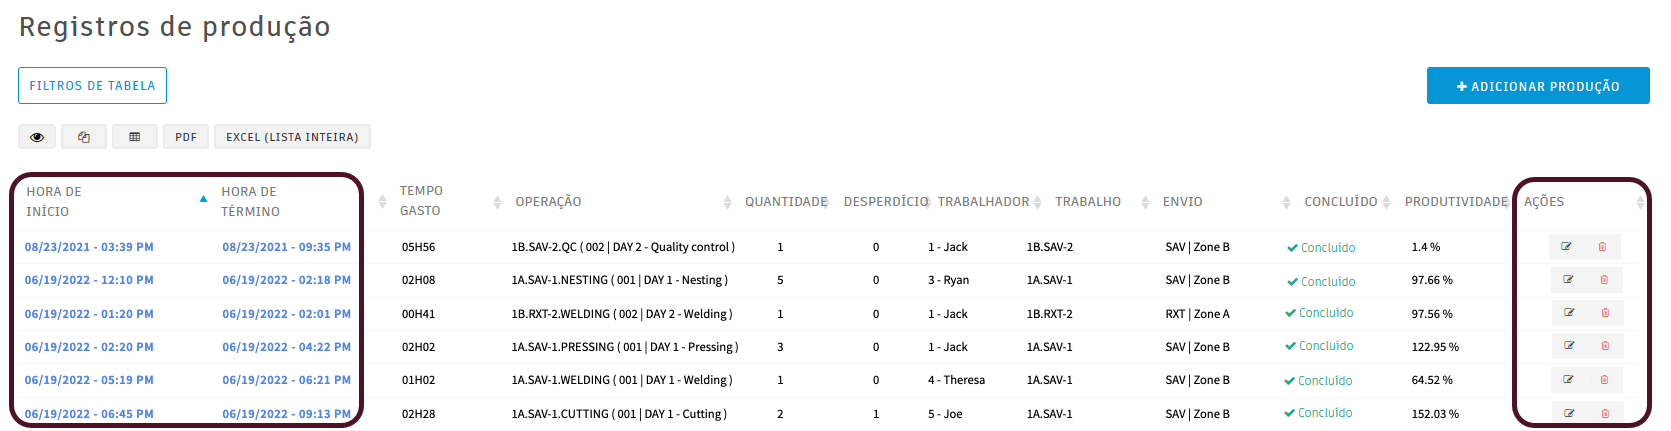 Registros de produção
FILTROS DE TABELA
ADICIONAR PRODUÇÃO
PDF EXCEL (LISTA INTEIRA)
HORA DE INÍCIO HORA DE TÉRMINO TEMPO GASTO OPERAÇÃO QUANTIDADE DESPERDÍCIO TRABALHADOR TRABALHO ENVIO CONCLUÍDO PRODUTIVIDADE AÇÕES
08/23/2021 - 03:39 PM 08/23/2021 - 09:35 PM 05H56 1B.SAV-2.QC ( 002 | DAY 2 - Quality control ) 1 0 1 - Jack 1B.SAV-2 SAV | Zone B Concluído 1.4 %
06/19/2022 - 12:10 PM 06/19/2022 - 02:18 PM 02H08 1A.SAV-1.NESTING ( 001 | DAY 1 - Nesting ) 5 0 3 - Ryan 1A.SAV-1 SAV | Zone B Concluído 97.66 %
06/19/2022 - 01:20 PM 06/19/2022 - 02:01 PM 00H41 1B.RXT-2.WELDING ( 002 | DAY 2 - Welding ) 1 0 1 - Jack 1B.RXT-2 RXT | Zone A Concluído 97.56 %
06/19/2022 - 02:20 PM 06/19/2022 - 04:22 PM 02H02 1A.SAV-1.PRESSING ( 001 | DAY 1 - Pressing ) 3 0 1 - Jack 1A.SAV-1 SAV | Zone B Concluído 122.95 %
06/19/2022 - 05:19 PM 06/19/2022 - 06:21 PM 01H02 1A.SAV-1.WELDING ( 001 | DAY 1 - Welding ) 1 0 4 - Theresa 1A.SAV-1 SAV | Zone B Concluído 64.52 %
06/19/2022 - 06:45 PM 06/19/2022 - 09:13 PM 02H28 1A.SAV-1.CUTTING ( 001 | DAY 1 - Cutting ) 2 1 5 - Joe 1A.SAV-1 SAV | Zone B Concluído 152.03 %